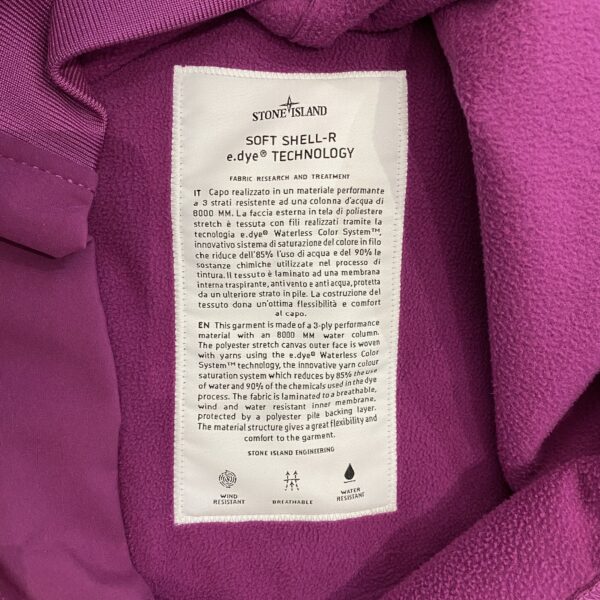 STONE ISLAND
SOFT SHELL-R
e.dye® TECHNOLOGY
FABRIC RESEARCH AND TREATMENT
IT Capo realizzato in un materiale performante
a 3 strati resistente ad una colonna d'acqua di
8000 MM. La faccia esterna in tela di poliestere
stretch è tessuta con fili realizzati tramite la
tecnologia e.dye® Waterless Color System™,
innovativo sistema di saturazione del colore in filo
che riduce dell'85% l'uso di acqua e del 90% le
sostanze chimiche utilizzate nel processo di
tintura. Il tessuto è laminato ad una membrana
interna traspirante, anti vento e anti acqua, protetta
da un ulteriore strato in pile. La costruzione del
tessuto dona un'ottima flessibilità e comfort
al capo.
EN This garment is made of a 3-ply performance
material with an 8000 MM water column.
The polyester stretch canvas outer face is woven
with yarns using the e.dye® Waterless Color
System™ technology, the innovative yarn colour
saturation system which reduces by 85% the use
of water and 90% of the chemicals used in the dye
process. The fabric is laminated to a breathable,
wind and water resistant inner membrane,
protected by a polyester pile backing layer.
The material structure gives a great flexibility and
comfort to the garment.
STONE ISLAND ENGINEERING
WIND
RESISTANT
BREATHABLE
WATER
RESISTANT